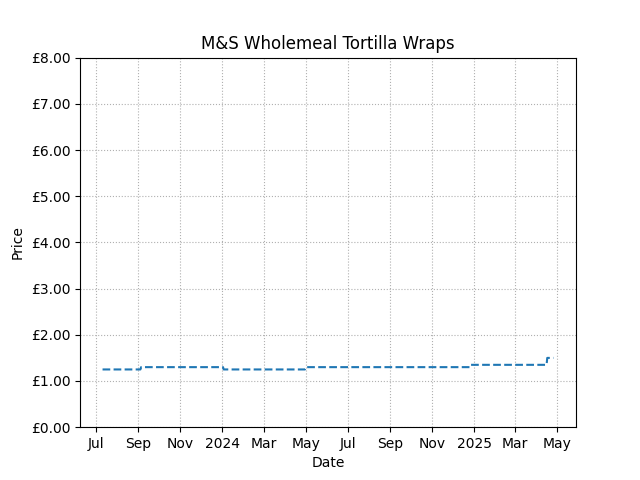 M&S Wholemeal Tortilla Wraps
£8.00
£7.00
£6.00
£5.00
£4.00
£3.00
£2.00
£1.00
£0.00
Price
Jul Sep Nov 2024 Mar May Jul Sep Nov 2025 Mar May
Date